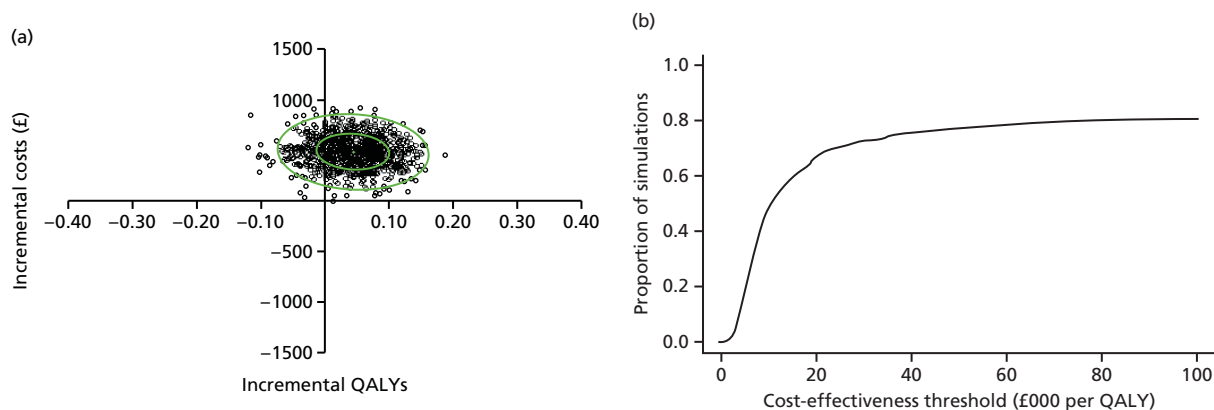 (a)
Incremental costs (£)
1500
1000
−0.40 −0.30 −0.20 −0.10 0.10 0.20 0.30 0.40
−500
−1000
−1500
Incremental QALYs
(b)
Proportion of simulations
1.0
0.8
0.6
0.4
0.2
0.0
0 20 40 60 80 100
Cost-effectiveness threshold (£000 per QALY)